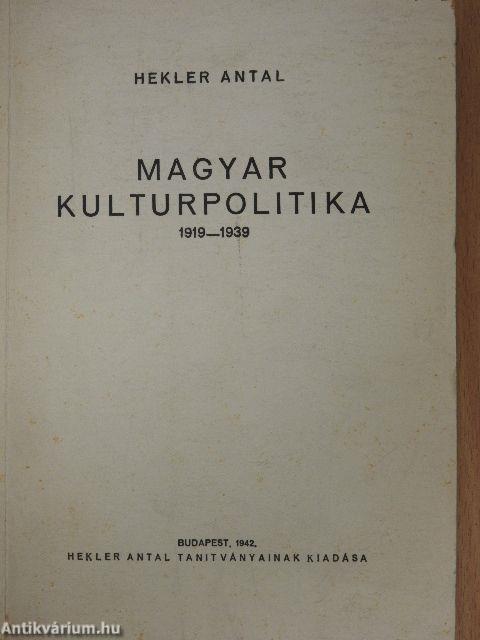 HEKLER ANTAL
MAGYAR
KULTURPOLITIKA
1919—1939
BUDAPEST, 1942.
HEKLER ANTAL TANITVÁNYAINAK KIADÁSA
Antikvárium.hu